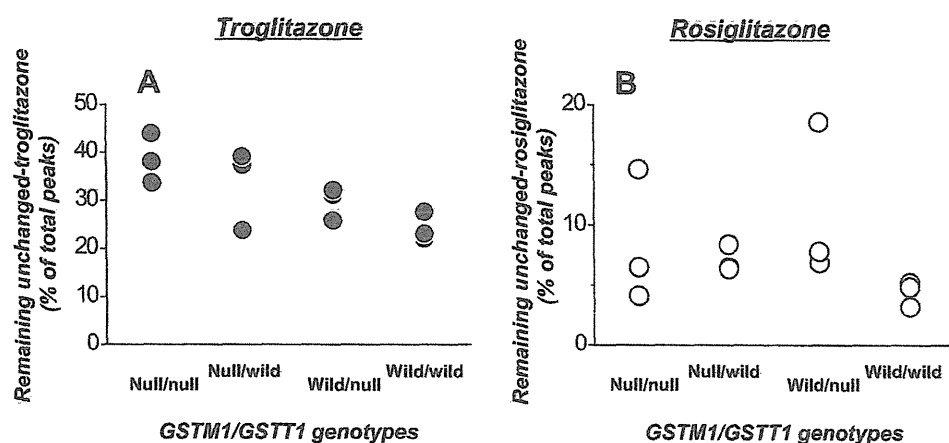 Troglitazone
A
Remaining unchanged-troglitazone
(% of total peaks)
50
40
30
20
10
0
Null/null
Null/wild
Wild/null
Wild/wild
GSTM1/GSTT1 genotypes
Rosiglitazone
B
Remaining unchanged-rosiglitazone
(% of total peaks)
20
10
0
Null/null
Null/wild
Wild/null
Wild/wild
GSTM1/GSTT1 genotypes